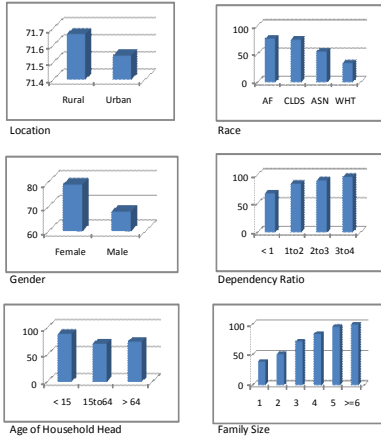 71.7
71.6
71.5
71.4
Rural Urban
Location
100
50
0
AF CLDS ASN WHT
Race
80
70
60
Female Male
Gender
100
50
0
< 1 1to2 2to3 3to4
Dependency Ratio
100
50
0
< 15 15to64 > 64
Age of Household Head
100
50
0
1 2 3 4 5 >=6
Family Size